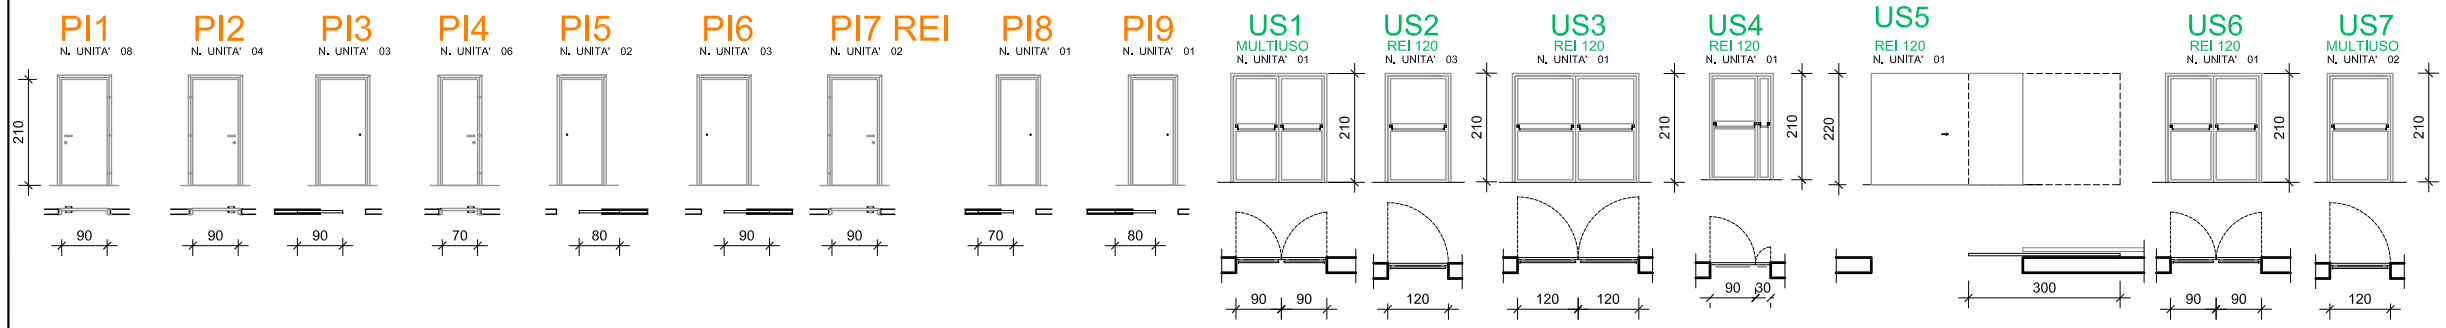 PI1
N. UNITA' 08
PI2
N. UNITA' 04
PI3
N. UNITA' 03
PI4
N. UNITA' 06
PI5
N. UNITA' 02
PI6
N. UNITA' 03
PI7 REI
N. UNITA' 02
PI8
N. UNITA' 01
PI9
N. UNITA' 01
US1
MULTIUSO
N. UNITA' 01
US2
REI 120
N. UNITA' 03
US3
REI 120
N. UNITA' 01
US4
REI 120
N. UNITA' 01
US5
REI 120
N. UNITA' 01
US6
REI 120
N. UNITA' 01
US7
MULTIUSO
N. UNITA' 02
210
210
210
210
210
220
210
210
90
90
90
70
80
90
90
70
80
90 90
120
120 120
90 30
300
90 90
120